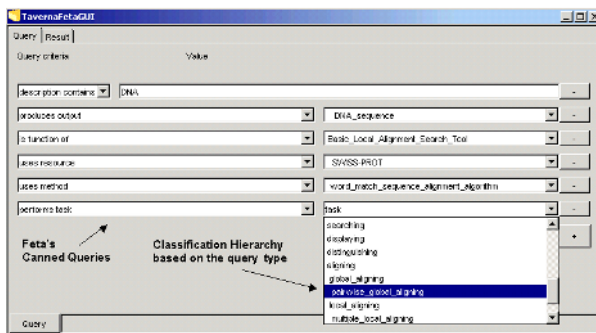 TavernaFetaGUI
Query Result
Query criteria Value
description contains DNA -
produces output DNA_sequence -
is function of Basic_Local_Alignment_Search_Tool -
uses resource SWISS-PROT -
uses method word_match_sequence_alignment_algorithm -
performs task task -
searching
displaying
distinguishing
aligning
global_aligning
pairwise_global_aligning
local_aligning
multiple_local_aligning
+
Feta's
Canned Queries
Classification Hierarchy
based on the query type
Query